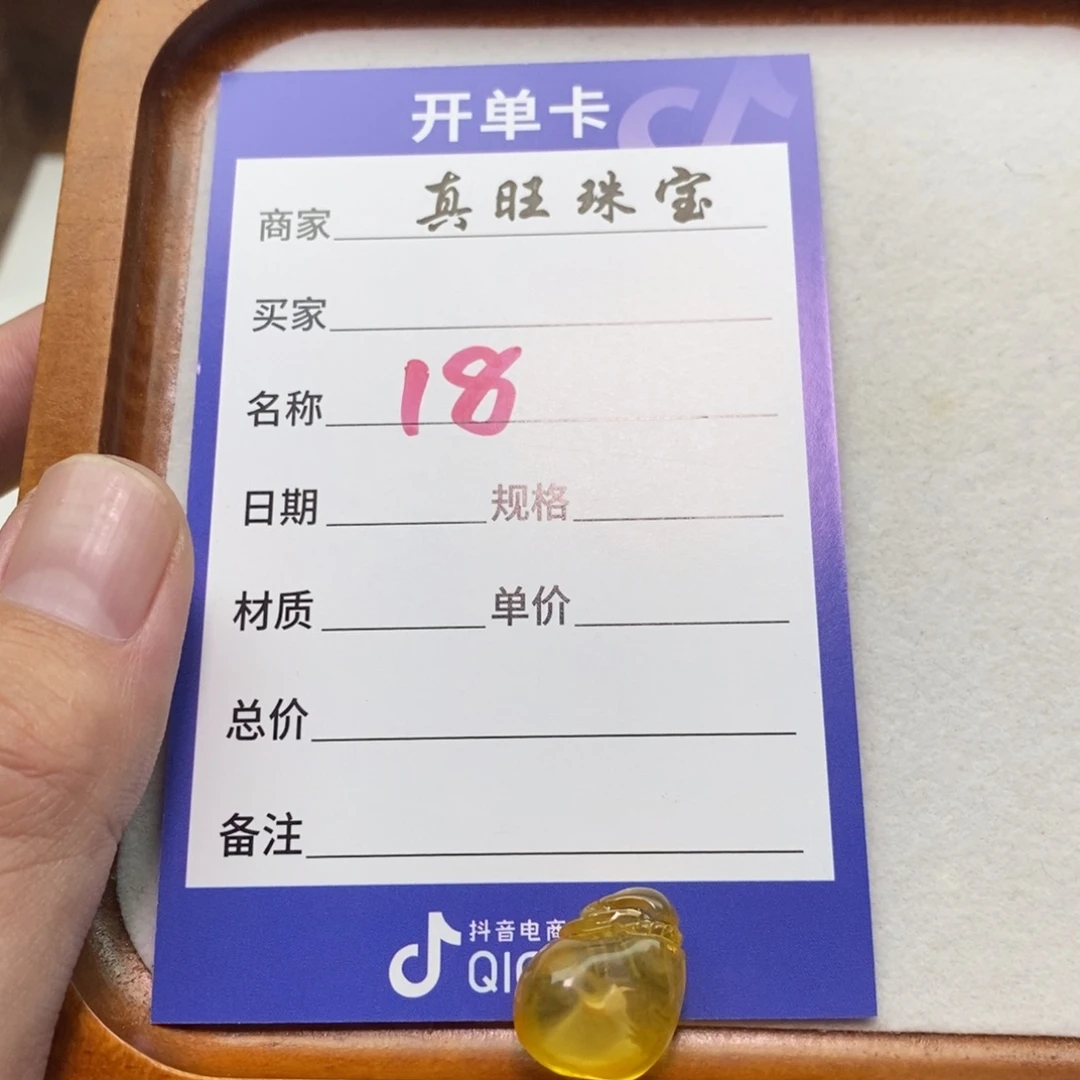 开单卡
商家 真旺珠宝
买家
名称 18
日期 规格
材质 单价
总价
备注
抖音电商
QI